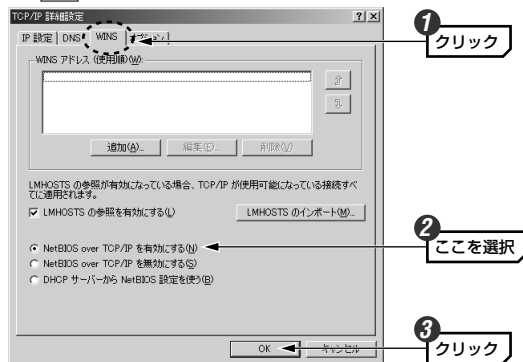 TCP/IP 詳細設定
IP 設定 DNS WINS オプション
WINS アドレス (使用順)(W):
追加(A)... 編集(E)... 削除(V)
LMHOSTS の参照が有効になっている場合、TCP/IP が使用可能になっている接続すべ
てに適用されます。
LMHOSTS の参照を有効にする(L) LMHOSTS のインポート(M)...
NetBIOS over TCP/IP を有効にする(N)
NetBIOS over TCP/IP を無効にする(S)
DHCP サーバーから NetBIOS 設定を使う(B)
OK キャンセル
1
クリック
2
ここを選択
3
クリック